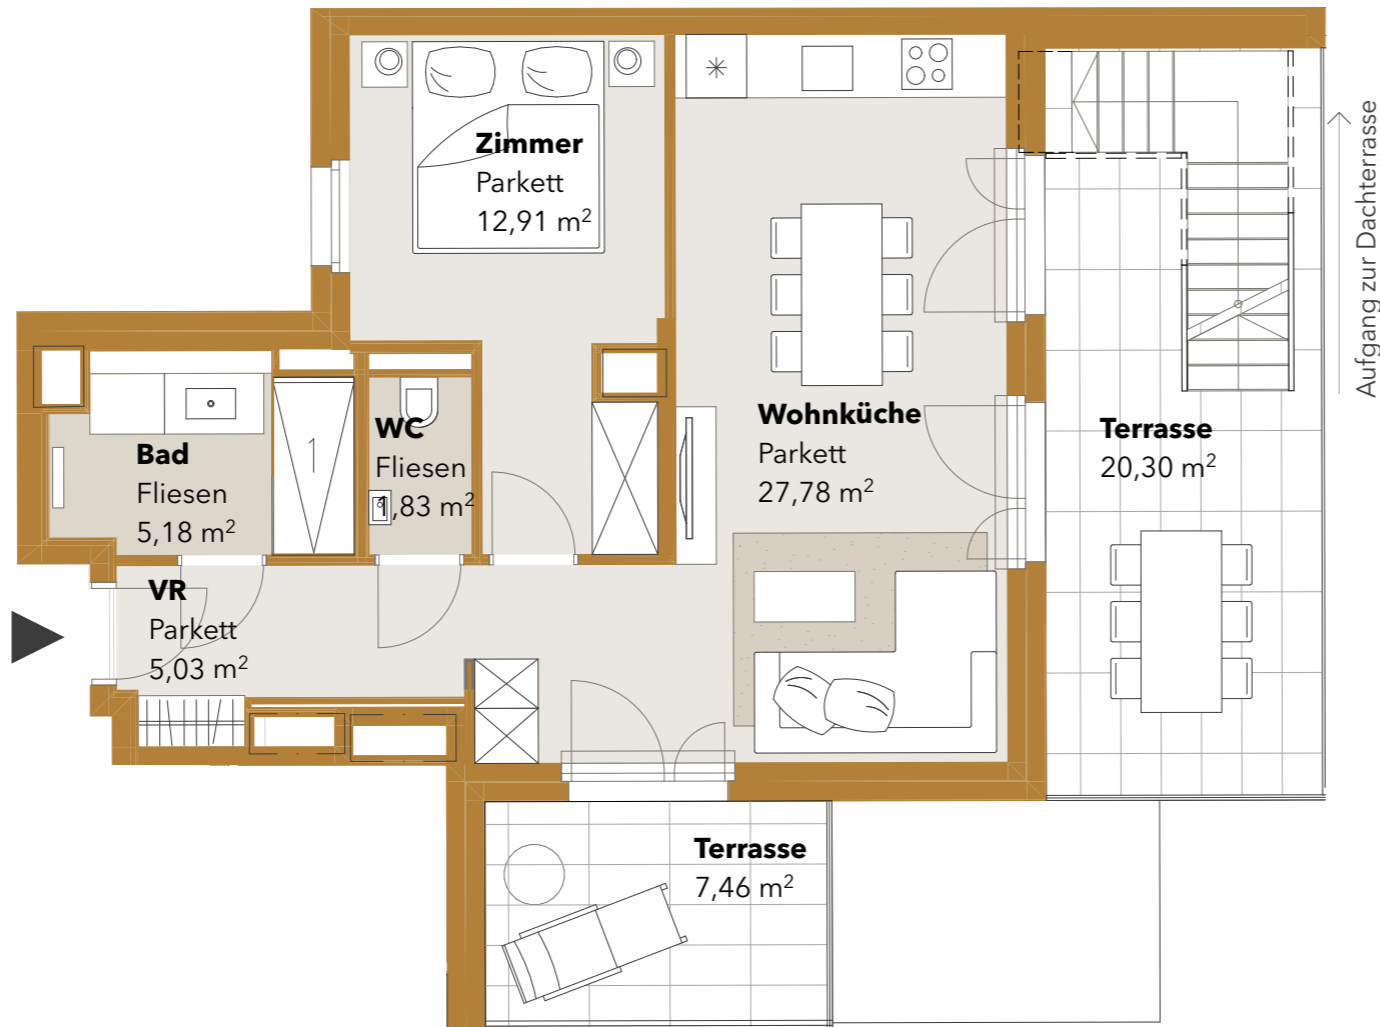 Zimmer
Parkett
12,91 m²
Aufgang zur Dachterrasse
Wohnküche
Parkett
27,78 m²
Terrasse
20,30 m²
WC
Fliesen
1,83 m²
Bad
Fliesen
5,18 m²
1
VR
Parkett
5,03 m²
Terrasse
7,46 m²